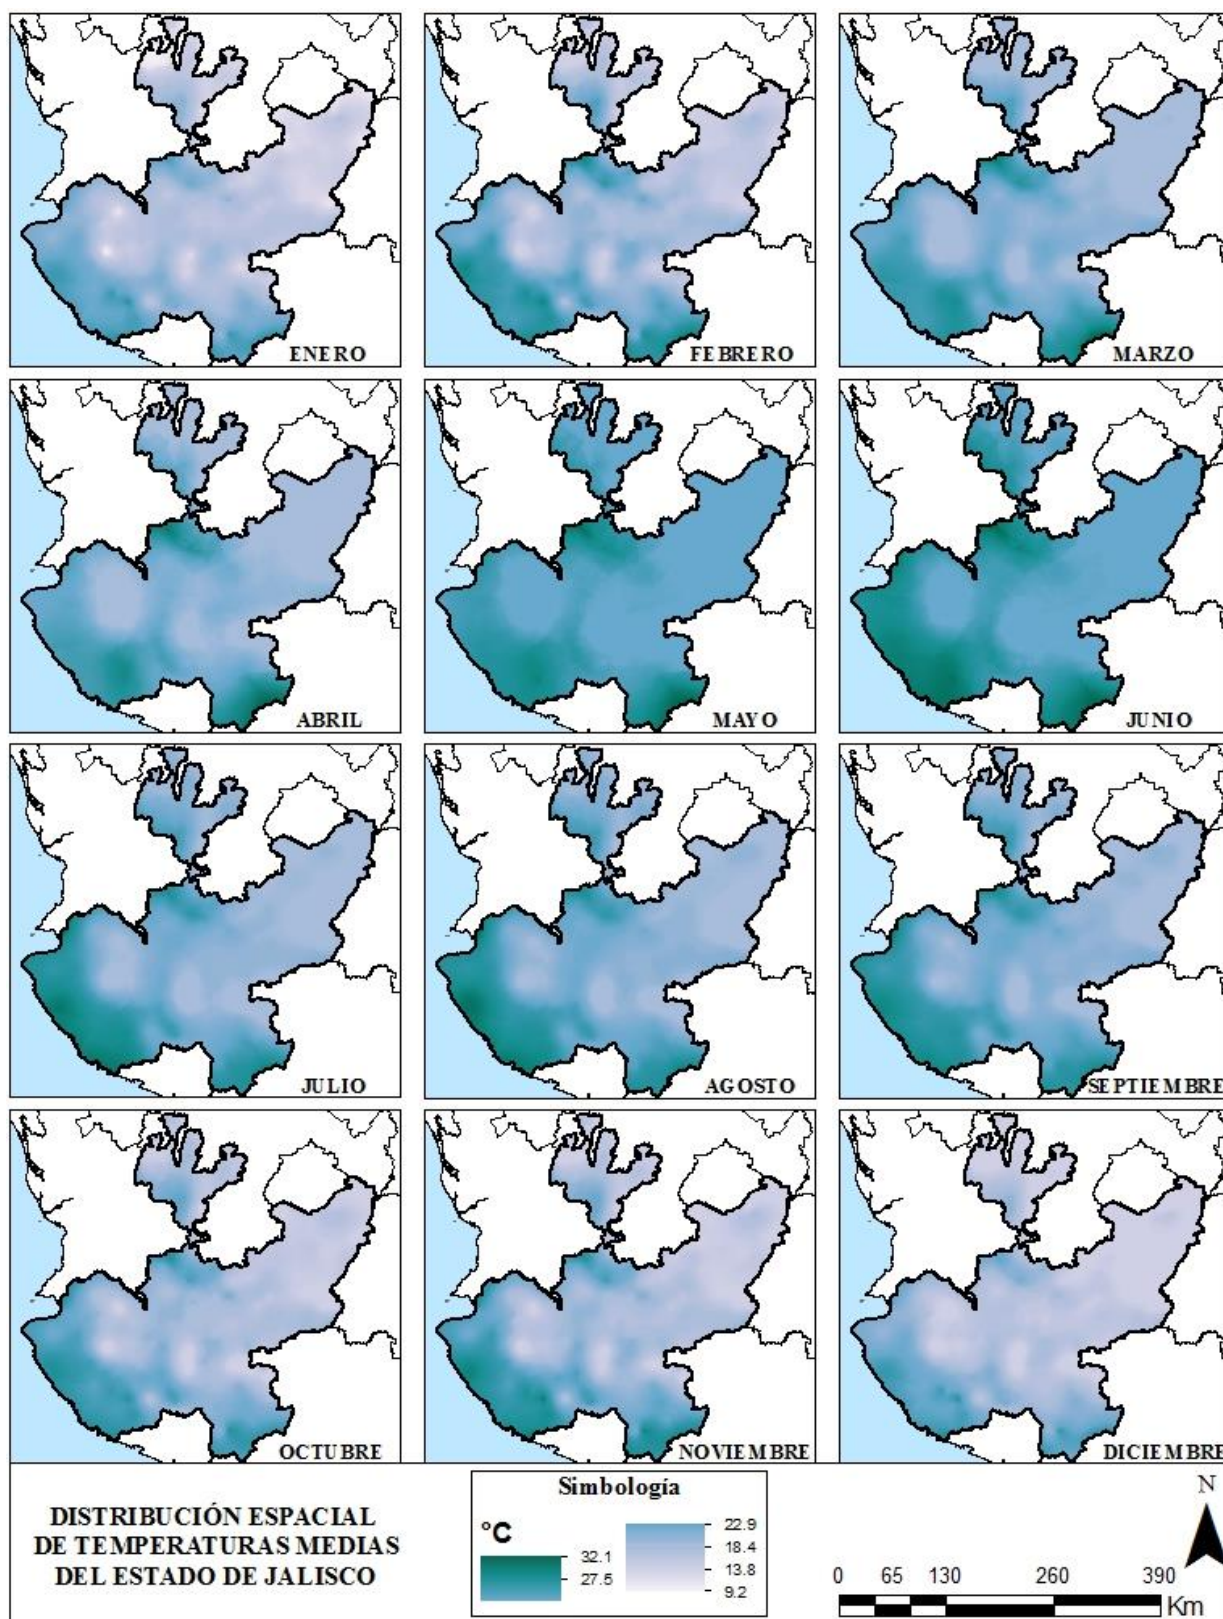 ENERO
FEBRERO
MARZO
ABRIL
MAYO
JUNIO
JULIO
AGOSTO
SEPTIEMBRE
OCTUBRE
NOVIEMBRE
DICIEMBRE
DISTRIBUCIÓN ESPACIAL
DE TEMPERATURAS MEDIAS
DEL ESTADO DE JALISCO
Simbología
°C
32.1
27.5
22.9
18.4
13.8
9.2
N
0 65 130 260 390
Km